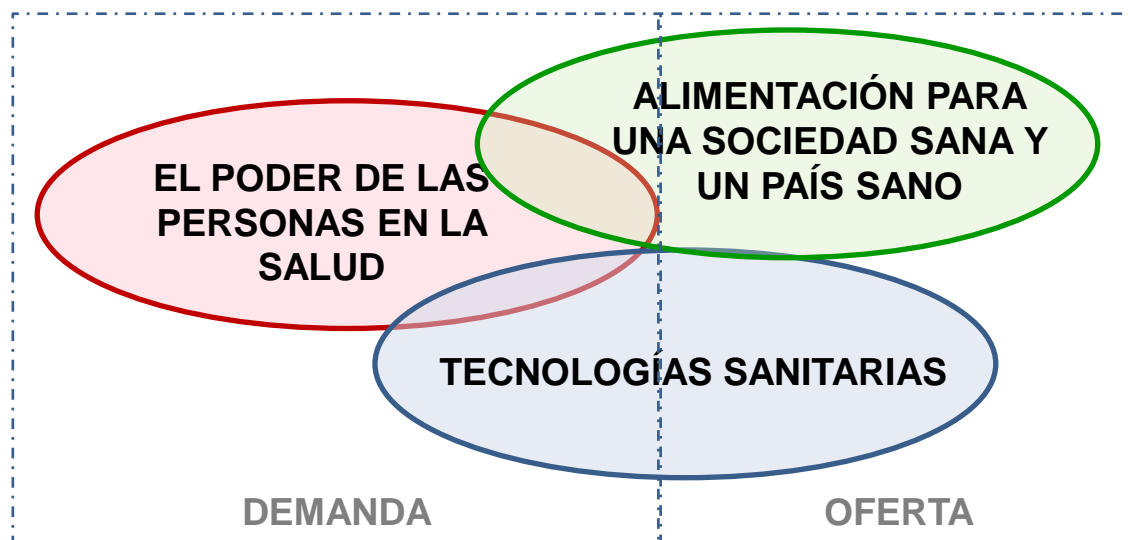 EL PODER DE LAS
PERSONAS EN LA
SALUD
ALIMENTACIÓN PARA
UNA SOCIEDAD SANA Y
UN PAÍS SANO
TECNOLOGÍAS SANITARIAS
DEMANDA
OFERTA